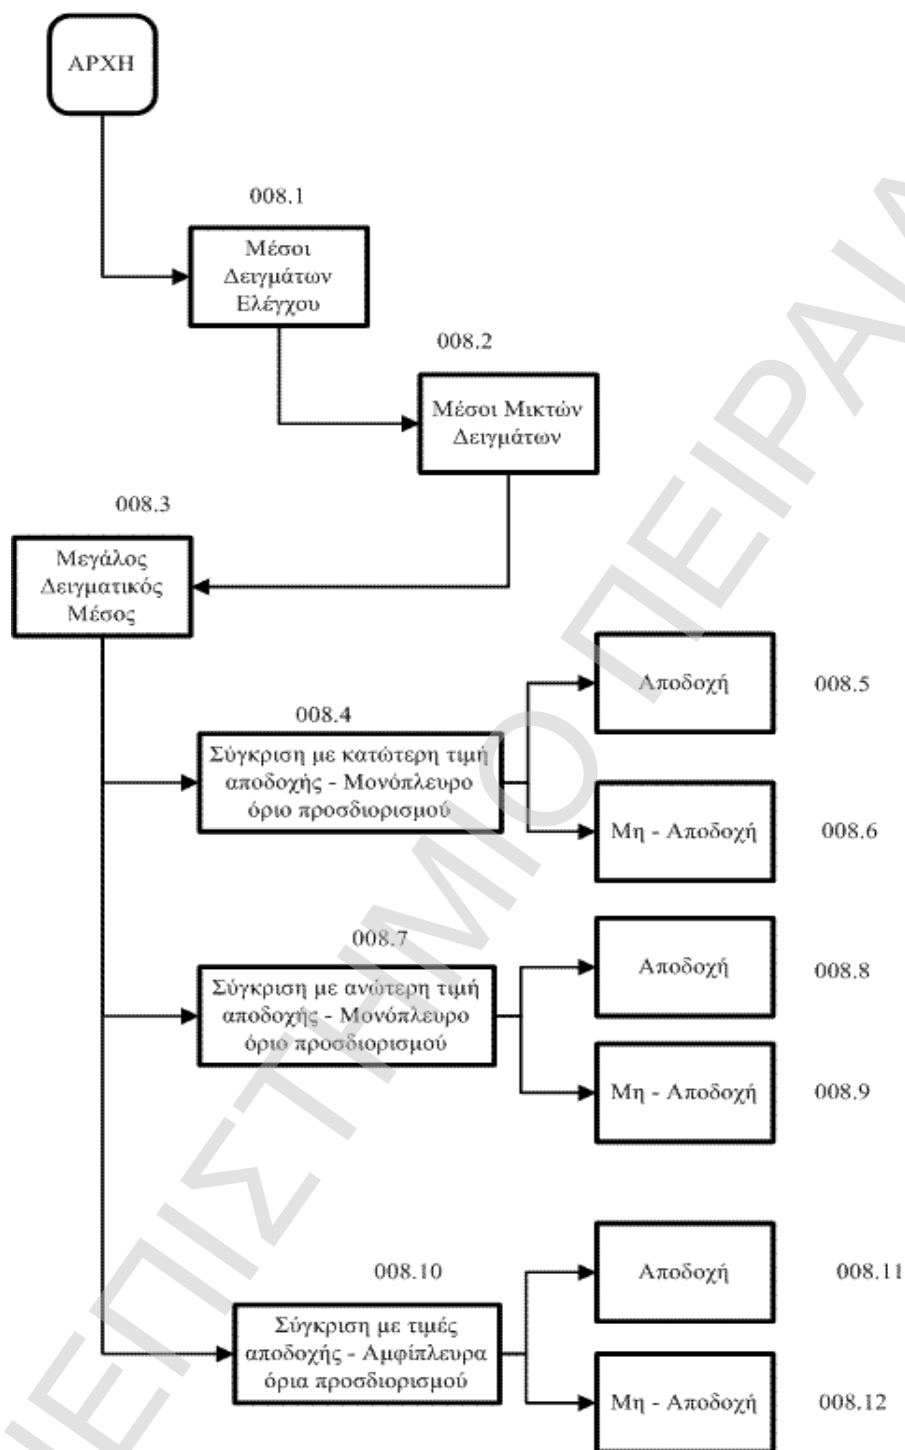 ΑΡΧΗ
008.1
Μέσοι
Δειγμάτων
Ελέγχου
008.2
Μέσοι Μικτών
Δειγμάτων
008.3
Μεγάλος
Δειγματικός
Μέσος
008.4
Σύγκριση με κατώτερη τιμή
αποδοχής - Μονόπλευρο
όριο προσδιορισμού
Αποδοχή
008.5
Μη - Αποδοχή
008.6
008.7
Σύγκριση με ανώτερη τιμή
αποδοχής - Μονόπλευρο
όριο προσδιορισμού
Αποδοχή
008.8
Μη - Αποδοχή
008.9
008.10
Σύγκριση με τιμές
αποδοχής - Αμφίπλευρα
όρια προσδιορισμού
Αποδοχή
008.11
Μη - Αποδοχή
008.12